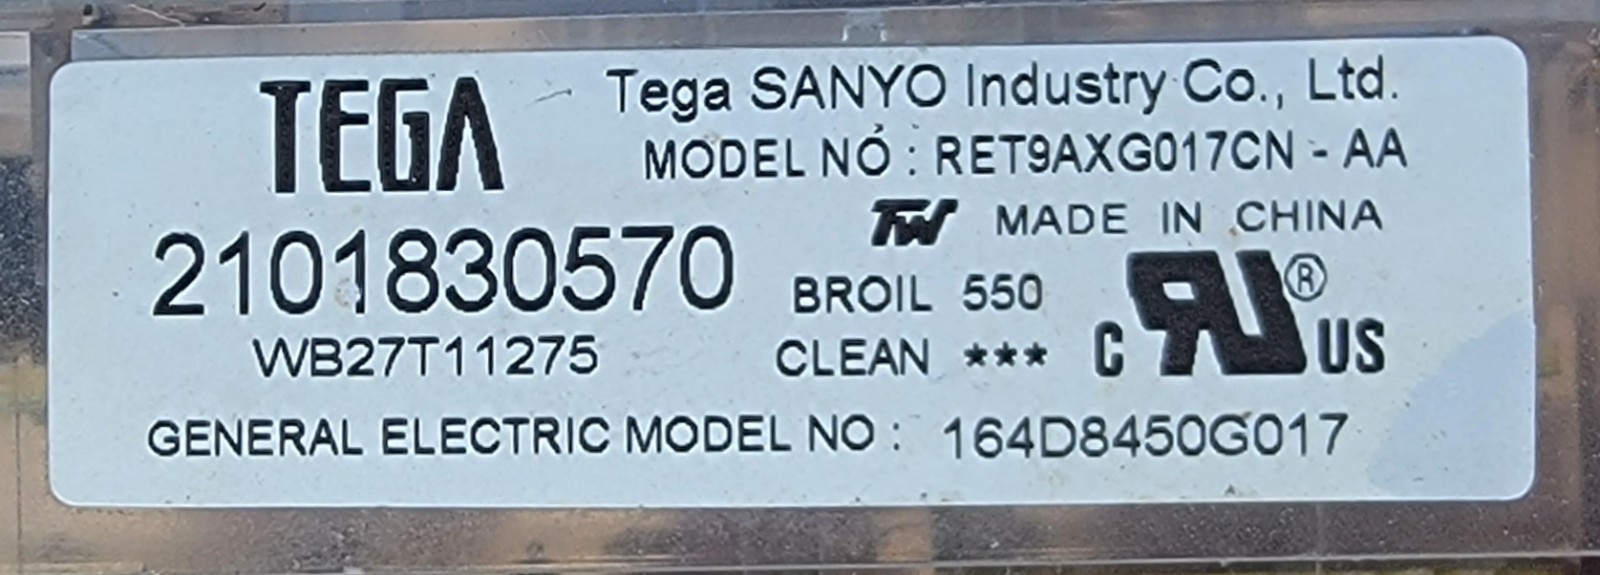 TEGA
Tega SANYO Industry Co., Ltd.
MODEL NO : RET9AXG017CN - AA
MADE IN CHINA
2101830570
BROIL 550
WB27T11275
CLEAN ***
C RU ® US
GENERAL ELECTRIC MODEL NO : 164D8450G017